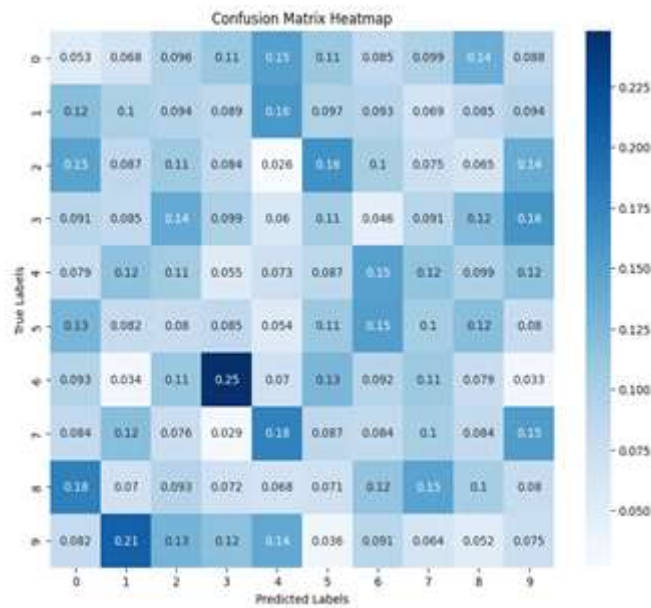 Confusion Matrix Heatmap
0 0.053 0.068 0.096 0.11 0.15 0.11 0.085 0.099 0.14 0.088
1 0.12 0.1 0.094 0.089 0.16 0.097 0.093 0.069 0.085 0.094
2 0.15 0.087 0.11 0.084 0.026 0.16 0.1 0.075 0.065 0.14
3 0.091 0.085 0.14 0.099 0.06 0.11 0.046 0.091 0.12 0.16
4 0.079 0.12 0.11 0.055 0.073 0.087 0.15 0.12 0.099 0.12
5 0.13 0.082 0.08 0.085 0.054 0.11 0.15 0.1 0.12 0.08
6 0.093 0.034 0.11 0.25 0.07 0.13 0.092 0.11 0.079 0.033
7 0.084 0.12 0.076 0.029 0.18 0.087 0.084 0.1 0.084 0.15
8 0.18 0.07 0.093 0.072 0.068 0.071 0.12 0.15 0.1 0.08
9 0.082 0.21 0.13 0.12 0.14 0.036 0.091 0.064 0.052 0.075
0 1 2 3 4 5 6 7 8 9
Predicted Labels
True Labels
0.225
0.200
0.175
0.150
0.125
0.100
0.075
0.050